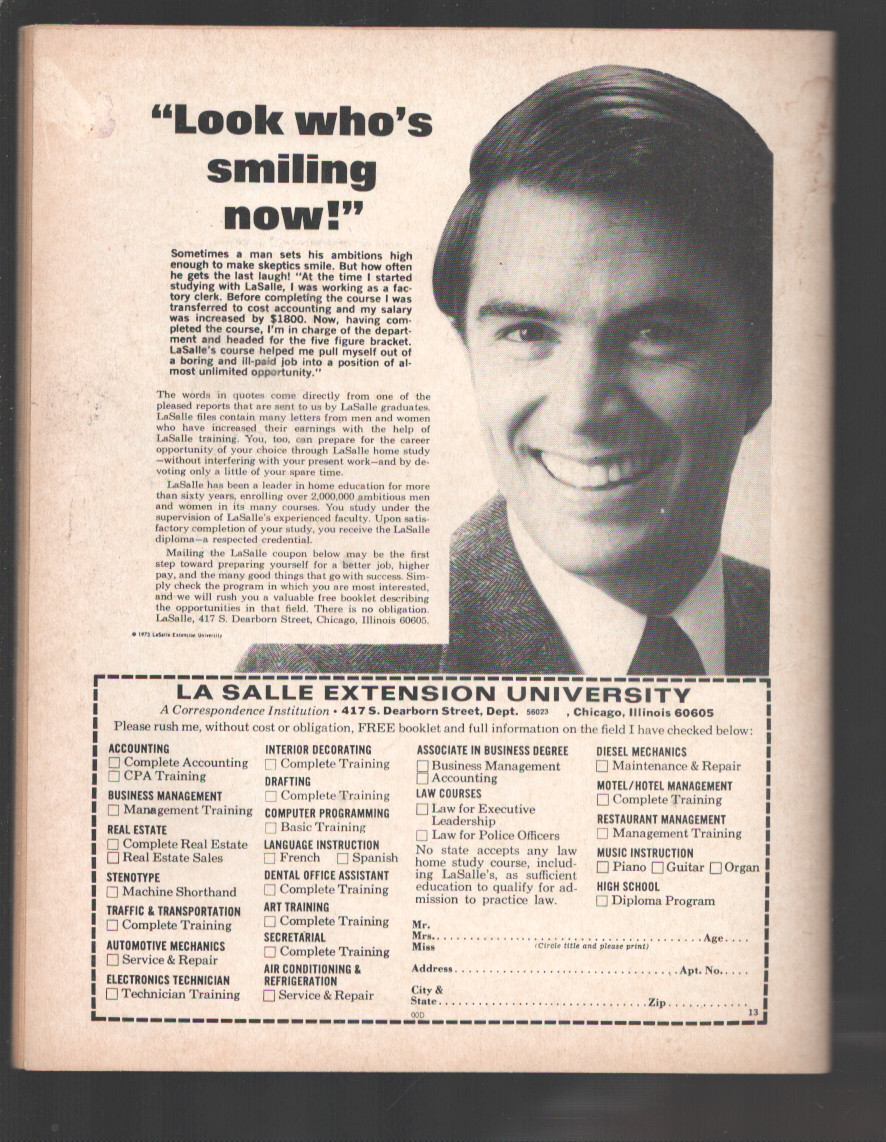 “Look who’s
smiling
now!”
Sometimes a man sets his ambitions high
enough to make skeptics smile. But how often
he gets the last laugh! “At the time I started
studying with LaSalle, I was working as a fac-
tory clerk. Before completing the course I was
transferred to cost accounting and my salary
was increased by $1800. Now, having com-
pleted the course, I’m in charge of the depart-
ment and headed for the five figure bracket.
LaSalle’s course helped me pull myself out of
a boring and ill-paid job into a position of al-
most unlimited opportunity.”
The words in quotes come directly from one of the
pleased reports that are sent to us by LaSalle graduates.
LaSalle files contain many letters from men and women
who have increased their earnings with the help of
LaSalle training. You, too, can prepare for the career
opportunity of your choice through LaSalle home study
—without interfering with your present work—and by de-
voting only a little of your spare time.
LaSalle has been a leader in home education for more
than sixty years, enrolling over 2,000,000 ambitious men
and women in its many courses. You study under the
supervision of LaSalle’s experienced faculty. Upon satis-
factory completion of your study, you receive the LaSalle
diploma—a respected credential.
Mailing the LaSalle coupon below may be the first
step toward preparing yourself for a better job, higher
pay, and the many good things that go with success. Sim-
ply check the program in which you are most interested,
and we will rush you a valuable free booklet describing
the opportunities in that field. There is no obligation.
LaSalle, 417 S. Dearborn Street, Chicago, Illinois 60605.
© 1973 LaSalle Extension University
LA SALLE EXTENSION UNIVERSITY
A Correspondence Institution • 417 S. Dearborn Street, Dept. 56023 , Chicago, Illinois 60605
Please rush me, without cost or obligation, FREE booklet and full information on the field I have checked below:
ACCOUNTING
Complete Accounting
CPA Training
BUSINESS MANAGEMENT
Management Training
REAL ESTATE
Complete Real Estate
Real Estate Sales
STENOTYPE
Machine Shorthand
TRAFFIC & TRANSPORTATION
Complete Training
AUTOMOTIVE MECHANICS
Service & Repair
ELECTRONICS TECHNICIAN
Technician Training
INTERIOR DECORATING
Complete Training
DRAFTING
Complete Training
COMPUTER PROGRAMMING
Basic Training
LANGUAGE INSTRUCTION
French Spanish
DENTAL OFFICE ASSISTANT
Complete Training
ART TRAINING
Complete Training
SECRETARIAL
Complete Training
AIR CONDITIONING &
REFRIGERATION
Service & Repair
ASSOCIATE IN BUSINESS DEGREE
Business Management
Accounting
LAW COURSES
Law for Executive
Leadership
Law for Police Officers
No state accepts any law
home study course, includ-
ing LaSalle’s, as sufficient
education to qualify for ad-
mission to practice law.
DIESEL MECHANICS
Maintenance & Repair
MOTEL/HOTEL MANAGEMENT
Complete Training
RESTAURANT MANAGEMENT
Management Training
MUSIC INSTRUCTION
Piano Guitar Organ
HIGH SCHOOL
Diploma Program
Mr.
Mrs. Age
Miss (Circle title and please print)
Address Apt. No.
City &
State Zip
00D 13